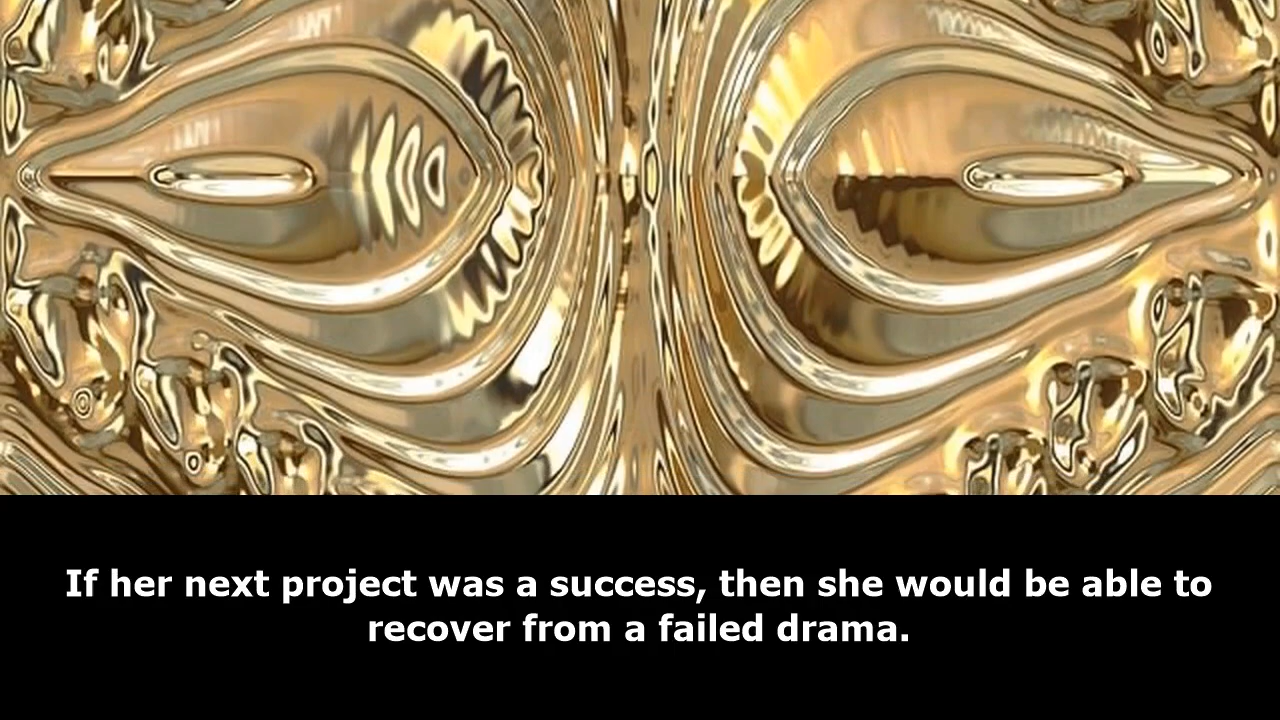 If her next project was a success, then she would be able to
recover from a failed drama.